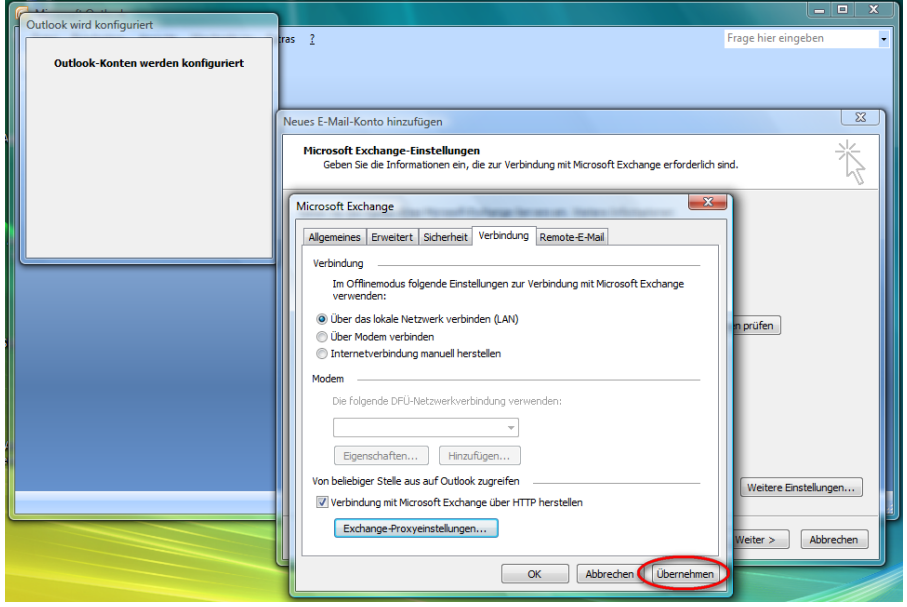 Microsoft Outlook
Outlook wird konfiguriert
tras ?
Frage hier eingeben
Outlook-Konten werden konfiguriert
Neues E-Mail-Konto hinzufügen
Microsoft Exchange-Einstellungen
Geben Sie die Informationen ein, die zur Verbindung mit Microsoft Exchange erforderlich sind.
Microsoft Exchange
Allgemeines Erweitert Sicherheit Verbindung Remote-E-Mail
Verbindung
Im Offlinemodus folgende Einstellungen zur Verbindung mit Microsoft Exchange
verwenden:
Über das lokale Netzwerk verbinden (LAN)
Über Modem verbinden
Internetverbindung manuell herstellen
n prüfen
Modem
Die folgende DFÜ-Netzwerkverbindung verwenden:
Eigenschaften... Hinzufügen...
Von beliebiger Stelle aus auf Outlook zugreifen
Verbindung mit Microsoft Exchange über HTTP herstellen
Exchange-Proxyeinstellungen...
Weitere Einstellungen...
Weiter > Abbrechen
OK Abbrechen Übernehmen